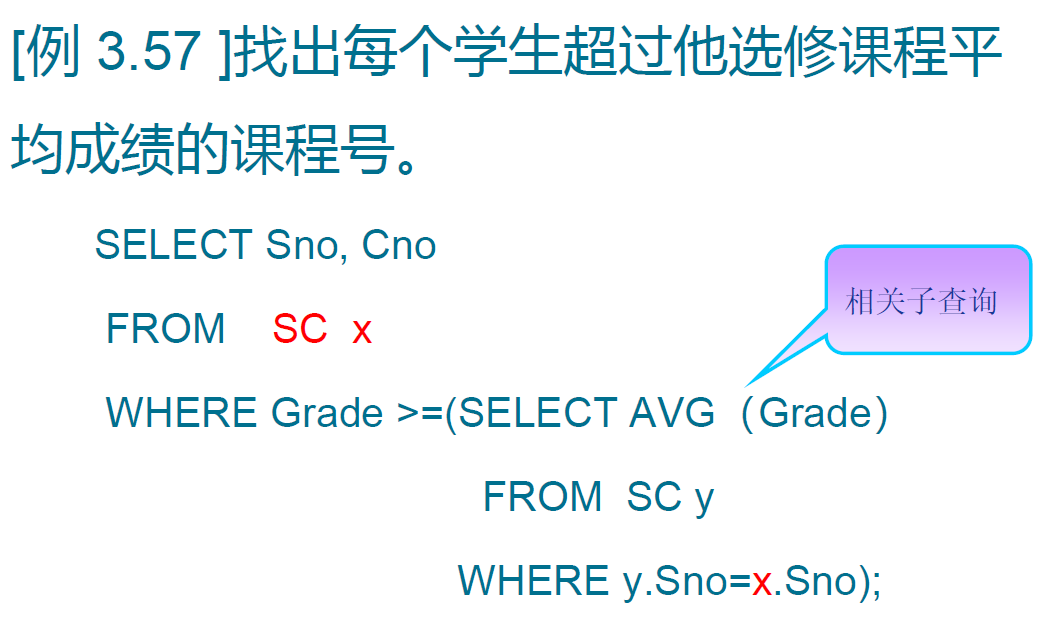 [例 3.57 ]找出每个学生超过他选修课程平
均成绩的课程号。
SELECT Sno, Cno
FROM SC x
相关子查询
WHERE Grade >=(SELECT AVG（Grade）
FROM SC y
WHERE y.Sno=x.Sno);